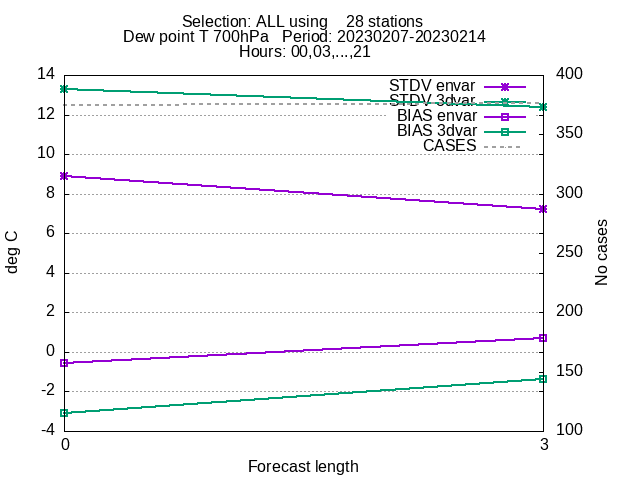 Selection: ALL using    28 stations
Dew point T 700hPa   Period: 20230207-20230214
Hours: 00,03,...,21
14
12
10
8
6
4
2
0
-2
-4
400
350
300
250
200
150
100
0
3
deg C
No cases
Forecast length
STDV envar
STDV 3dvar
BIAS envar
BIAS 3dvar
CASES